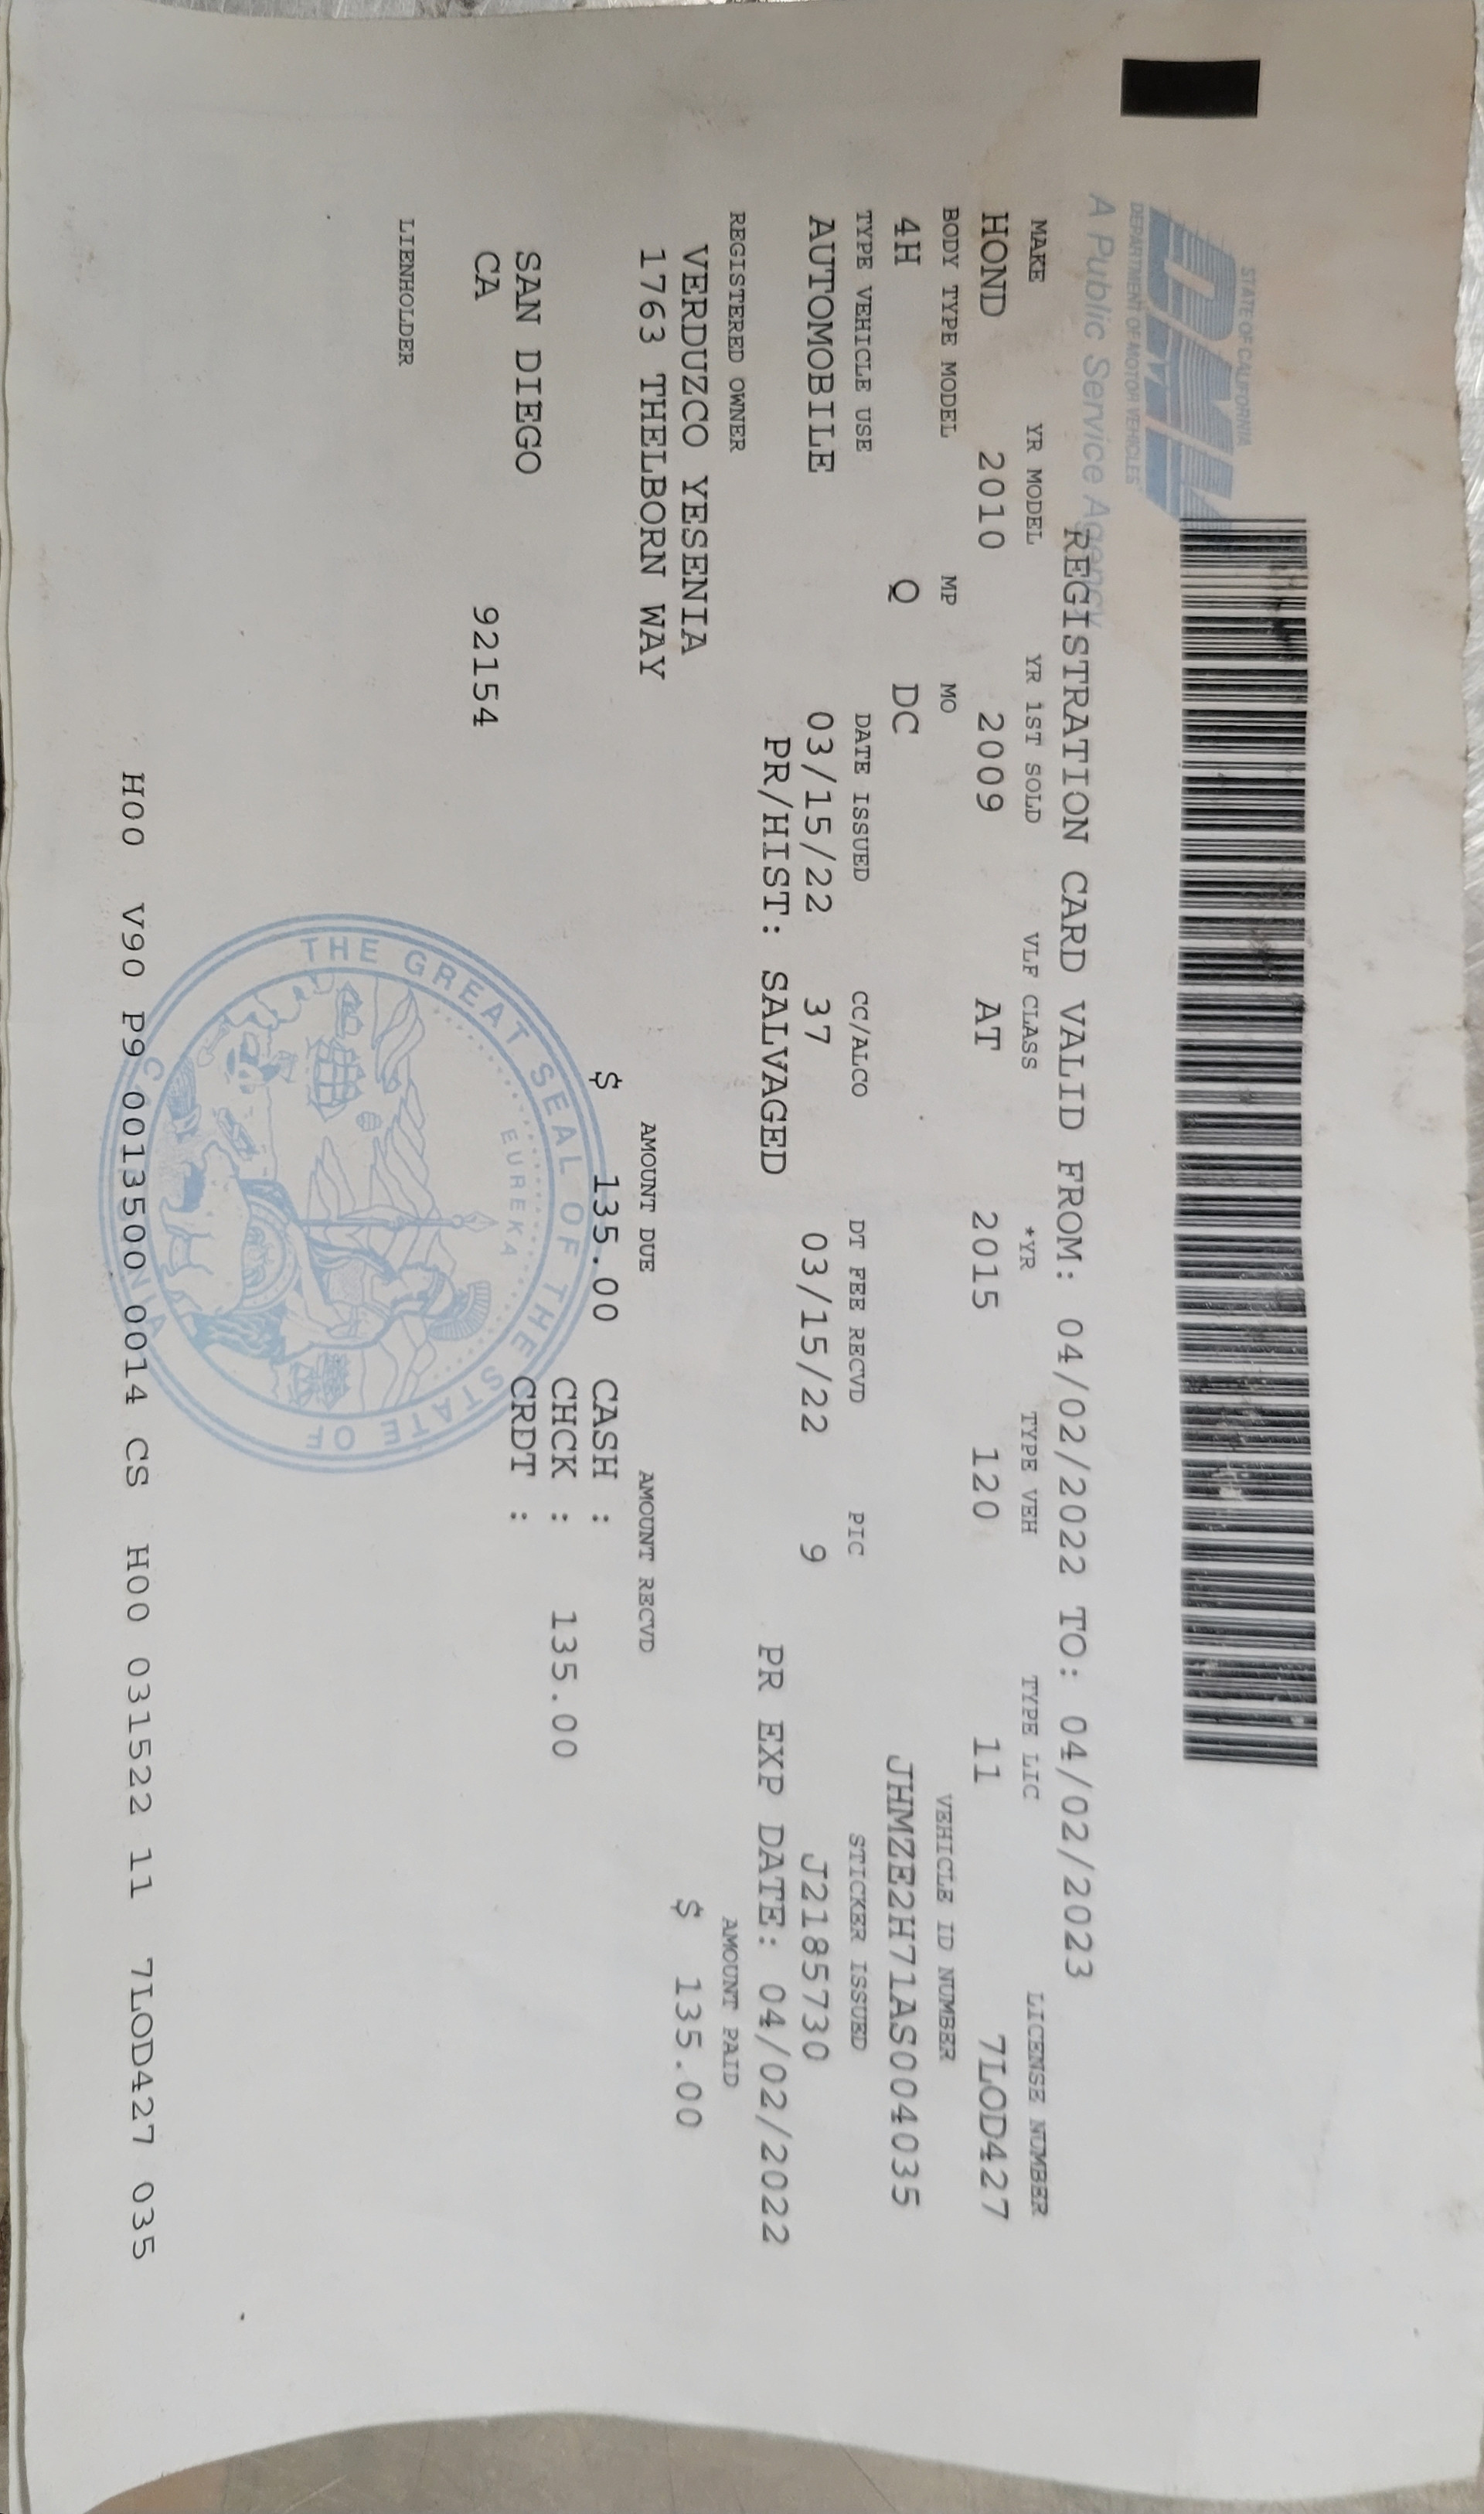 STATE OF CALIFORNIA
DMV
DEPARTMENT OF MOTOR VEHICLES
A Public Service Agency
REGISTRATION CARD VALID FROM: 04/02/2022 TO: 04/02/2023
MAKE YR MODEL YR 1ST SOLD VLF CLASS *YR TYPE VEH TYPE LIC LICENSE NUMBER
HOND 2010 2009 AT 2015 120 11 7LOD427
BODY TYPE MODEL MP MO VEHICLE ID NUMBER
4H Q DC JHMZE2H71AS004035
TYPE VEHICLE USE DATE ISSUED CC/ALCO DT FEE RECVD PIC STICKER ISSUED
AUTOMOBILE 03/15/22 37 03/15/22 9 J2185730
PR/HIST: SALVAGED PR EXP DATE: 04/02/2022
REGISTERED OWNER AMOUNT PAID
VERDUZCO YESENIA $ 135.00
1763 THELBORN WAY AMOUNT DUE AMOUNT RECVD
$ 135.00 CASH :
CHCK : 135.00
SAN DIEGO CRDT :
CA 92154
LIENHOLDER
THE GREAT SEAL OF THE STATE OF CALIFORNIA
EUREKA
H00 V90 P9 0013500 0014 CS H00 031522 11 7LOD427 035